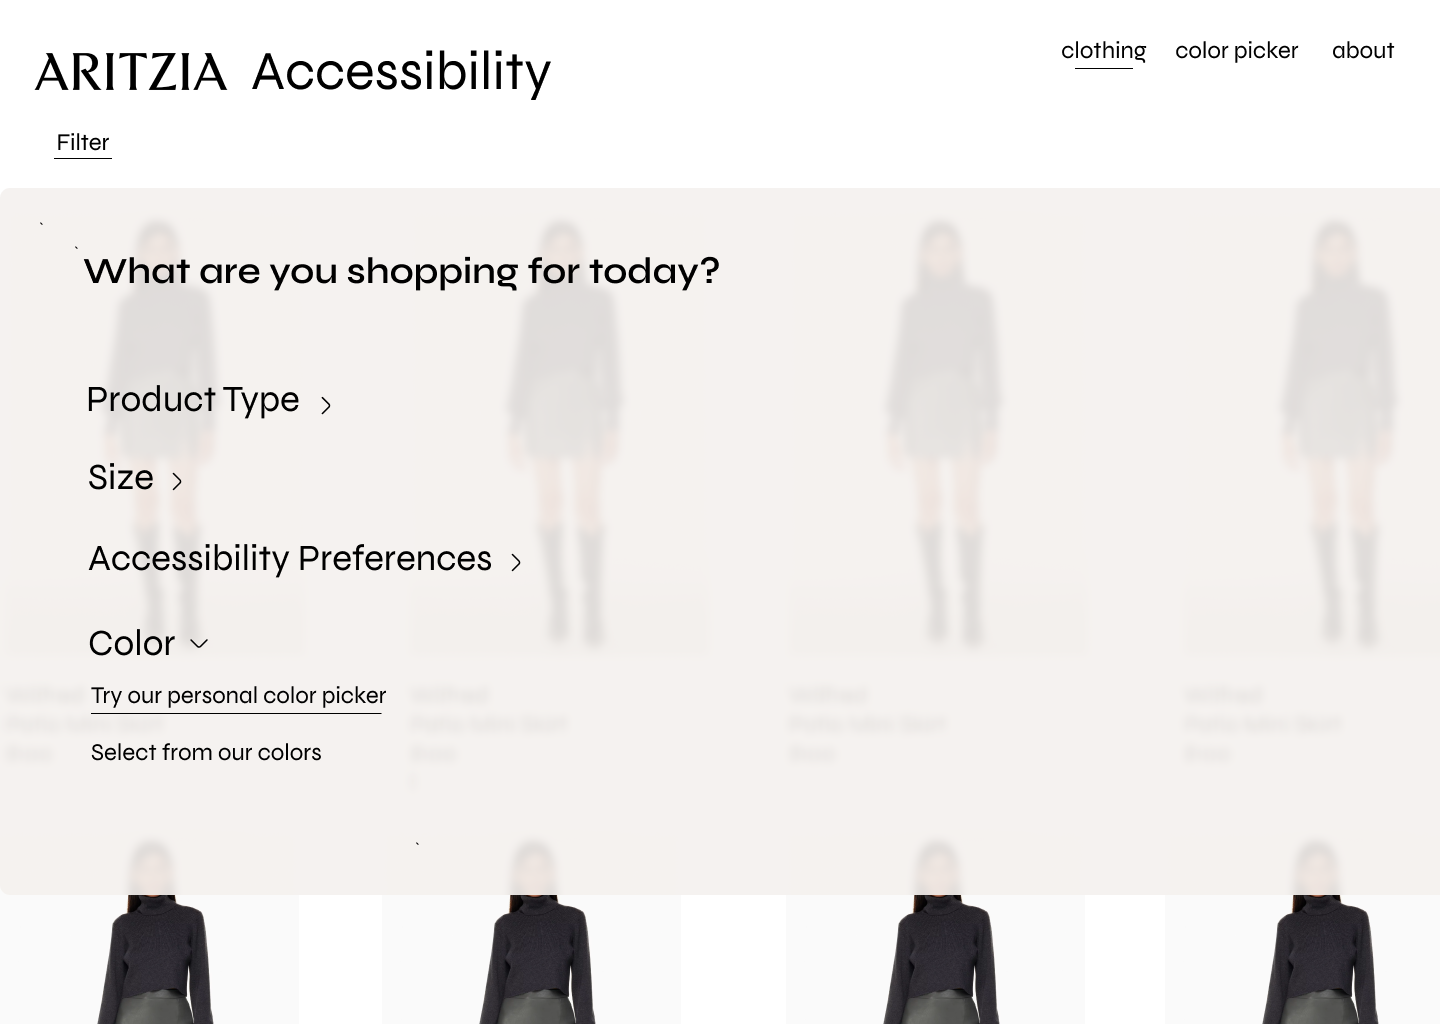 ARITZIA Accessibility
clothing color picker about
Filter
What are you shopping for today?
Product Type
Size
Accessibility Preferences
Color
Try our personal color picker
Select from our colors